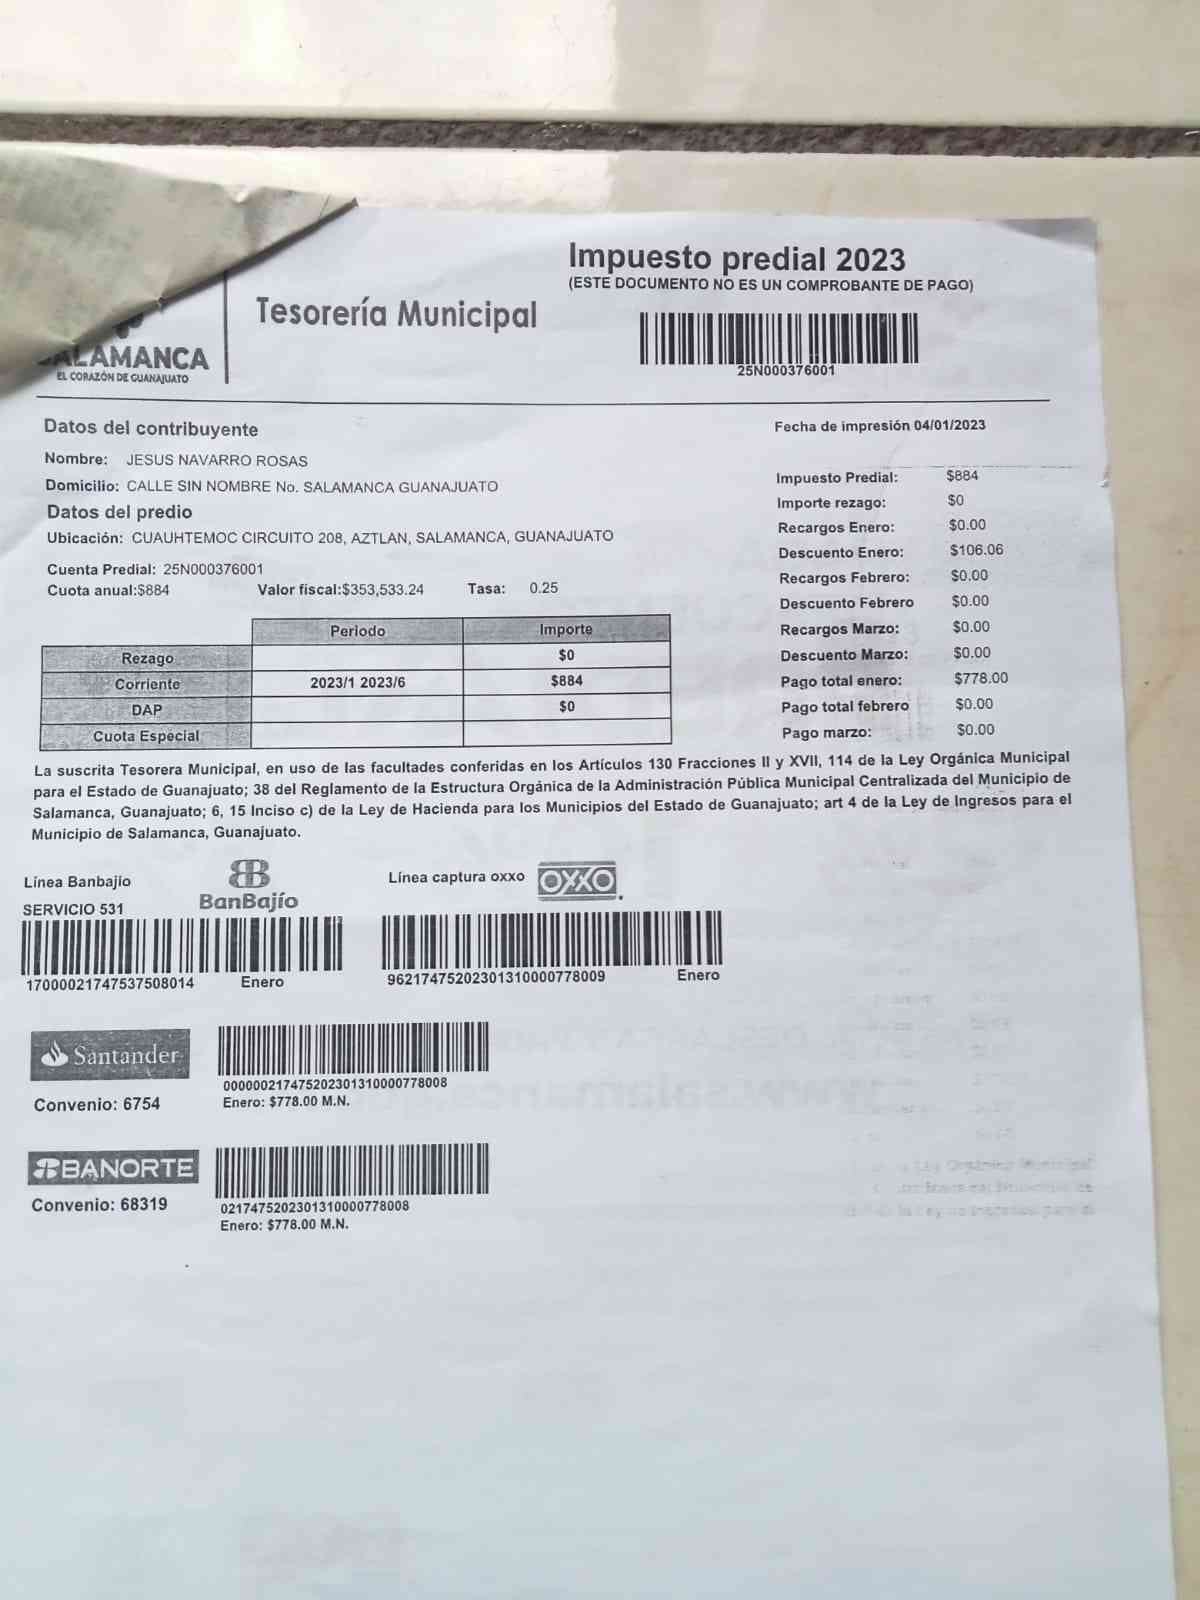 Impuesto predial 2023
(ESTE DOCUMENTO NO ES UN COMPROBANTE DE PAGO)
Tesorería Municipal
25N000376001
SALAMANCA
EL CORAZÓN DE GUANAJUATO
Datos del contribuyente
Fecha de impresión 04/01/2023
Nombre: JESUS NAVARRO ROSAS
Domicilio: CALLE SIN NOMBRE No. SALAMANCA GUANAJUATO
Datos del predio
Ubicación: CUAUHTEMOC CIRCUITO 208, AZTLAN, SALAMANCA, GUANAJUATO
Cuenta Predial: 25N000376001
Cuota anual:$884 Valor fiscal:$353,533.24 Tasa: 0.25
Impuesto Predial: $884
Importe rezago: $0
Recargos Enero: $0.00
Descuento Enero: $106.06
Recargos Febrero: $0.00
Descuento Febrero $0.00
Recargos Marzo: $0.00
Descuento Marzo: $0.00
Pago total enero: $778.00
Pago total febrero $0.00
Pago marzo: $0.00
Periodo Importe
Rezago $0
Corriente 2023/1 2023/6 $884
DAP $0
Cuota Especial
La suscrita Tesorera Municipal, en uso de las facultades conferidas en los Artículos 130 Fracciones II y XVII, 114 de la Ley Orgánica Municipal
para el Estado de Guanajuato; 38 del Reglamento de la Estructura Orgánica de la Administración Pública Municipal Centralizada del Municipio de
Salamanca, Guanajuato; 6, 15 Inciso c) de la Ley de Hacienda para los Municipios del Estado de Guanajuato; art 4 de la Ley de Ingresos para el
Municipio de Salamanca, Guanajuato.
Línea Banbajío
BanBajío
SERVICIO 531
17000021747537508014 Enero
Línea captura oxxo OXXO
96217475202301310000778009 Enero
Santander
Convenio: 6754
0000002174752023013100007​78008
Enero: $778.00 M.N.
BANORTE
Convenio: 68319
0217475202301310000778008
Enero: $778.00 M.N.